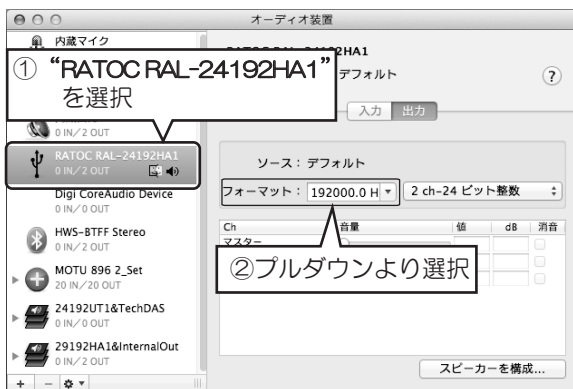 オーディオ装置
内蔵マイク
① “RATOC RAL-24192HA1”
を選択
2HA1
デフォルト
?
入力 出力
0 IN/2 OUT
RATOC RAL-24192HA1
0 IN/2 OUT
ソース：デフォルト
Digi CoreAudio Device
0 IN/0 OUT
フォーマット： 192000.0 H
2 ch-24 ビット整数
HWS-BTFF Stereo
0 IN/2 OUT
Ch 音量 値 dB 消音
マスター
②プルダウンより選択
MOTU 896 2_Set
20 IN/20 OUT
24192UT1&TechDAS
0 IN/0 OUT
29192HA1&InternalOut
0 IN/2 OUT
スピーカーを構成...
+ −